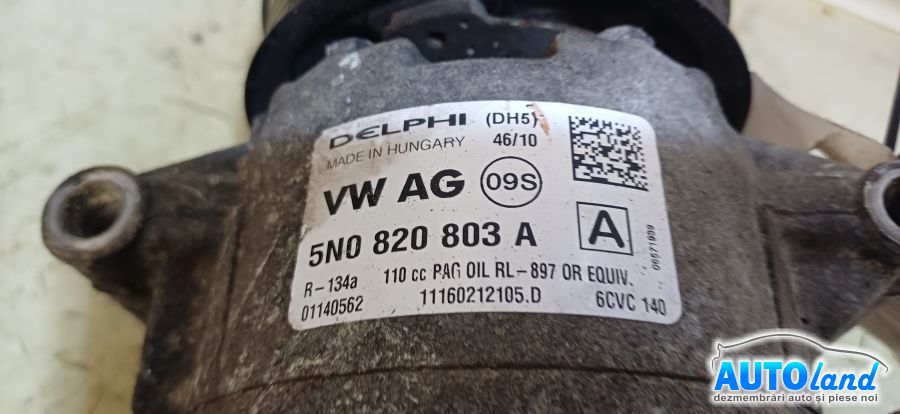 DELPHI (DH5)
MADE IN HUNGARY 46/10
VW AG 09S
5N0 820 803 A A
R-134a 110 cc PAG OIL RL-897 OR EQUIV.
01140562 11160212105.D 6CVC 140
AUTOland
dezmembrări auto și piese noi